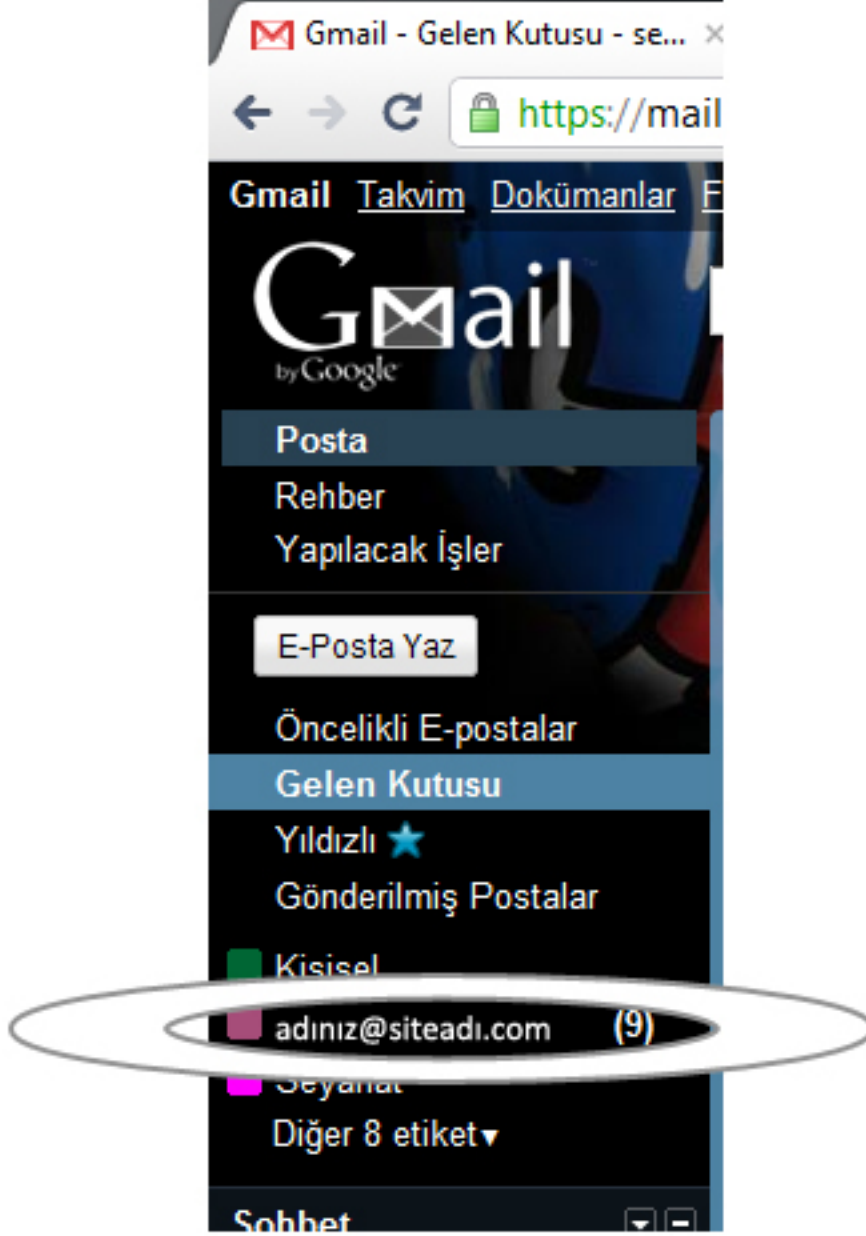 Gmail - Gelen Kutusu - se... ×
https://mail
Gmail Takvim Dokümanlar F
Gmail
by Google
Posta
Rehber
Yapılacak İşler
E-Posta Yaz
Öncelikli E-postalar
Gelen Kutusu
Yıldızlı
Gönderilmiş Postalar
Kişisel
adınız@siteadı.com (9)
Seyahat
Diğer 8 etiket▾
Sohbet